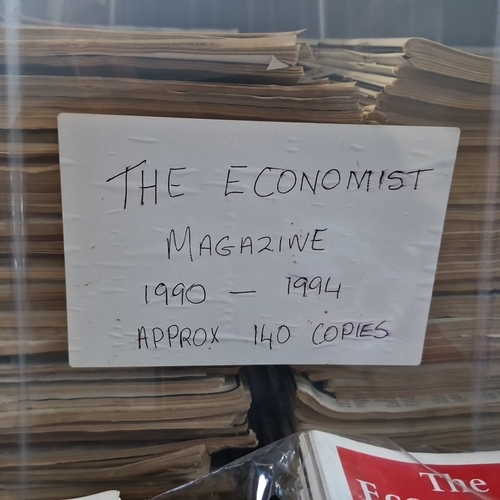 THE ECONOMIST
MAGAZINE
1990 – 1994
APPROX 140 COPIES
The